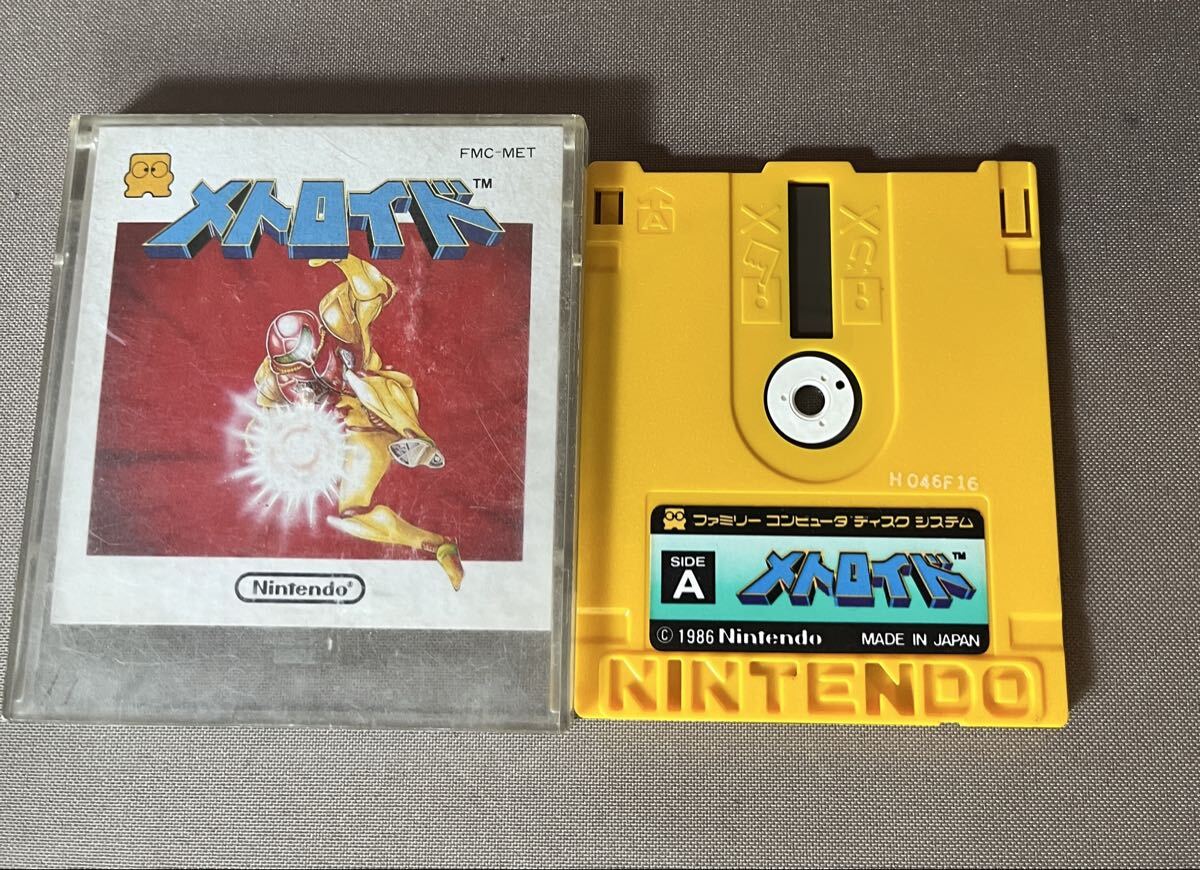 FMC-MET
メトロイド™
Nintendo®
A
H 046F 16
ファミリー コンピュータ ディスク システム
SIDE
A
メトロイド™
© 1986 Nintendo MADE IN JAPAN
NINTENDO